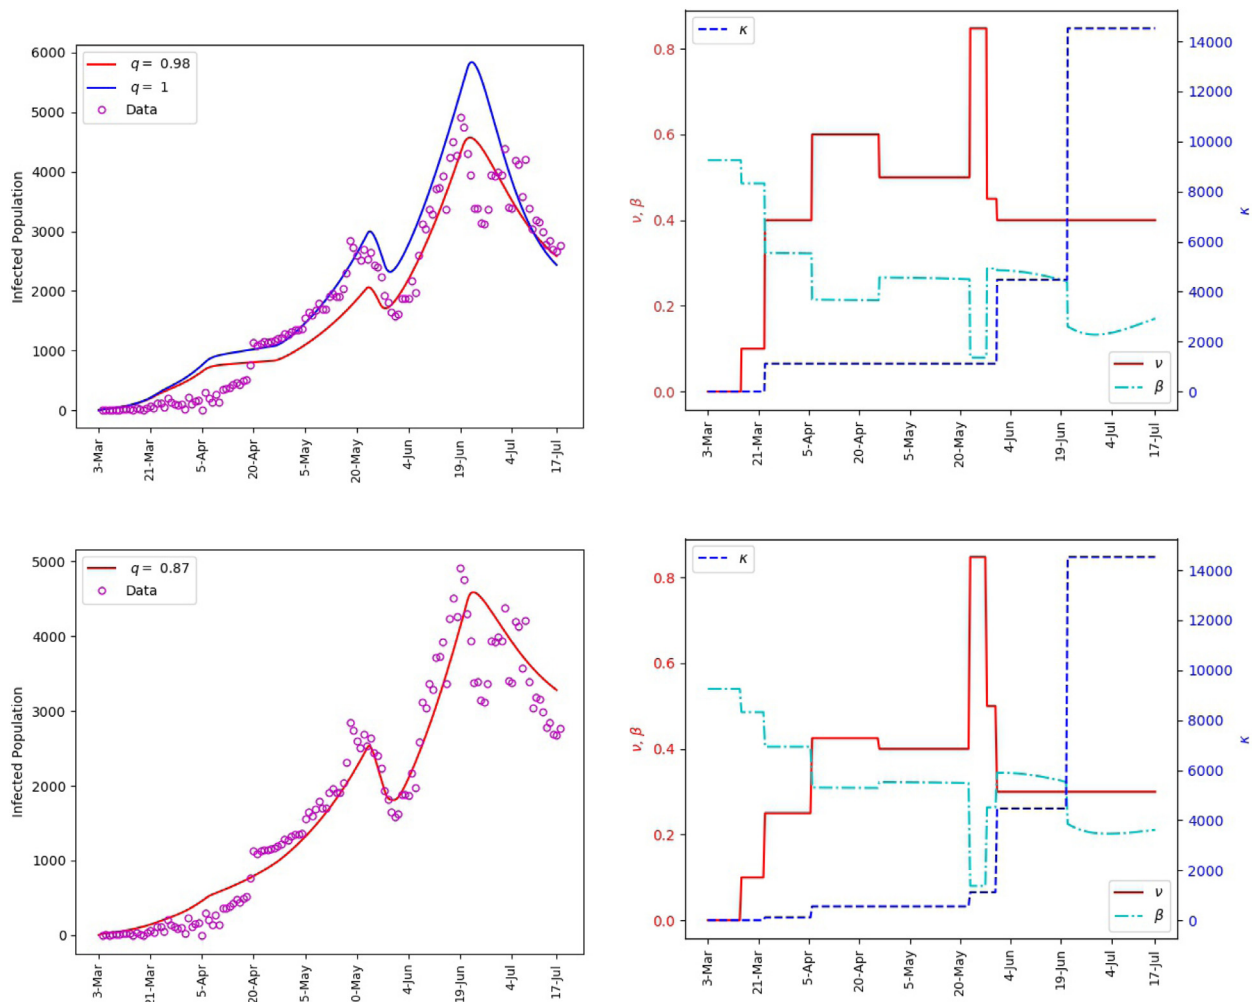 q = 0.98
q = 1
Data
Infected Population
6000
5000
4000
3000
2000
1000
0
3-Mar
21-Mar
5-Apr
20-Apr
5-May
20-May
4-Jun
19-Jun
4-Jul
17-Jul
κ
ν, β
0.8
0.6
0.4
0.2
0.0
14000
12000
10000
8000
6000
4000
2000
0
κ
ν
β
3-Mar
21-Mar
5-Apr
20-Apr
5-May
20-May
4-Jun
19-Jun
4-Jul
17-Jul
q = 0.87
Data
Infected Population
5000
4000
3000
2000
1000
0
3-Mar
21-Mar
5-Apr
20-Apr
5-May
0-May
4-Jun
19-Jun
4-Jul
17-Jul
κ
ν, β
0.8
0.6
0.4
0.2
0.0
14000
12000
10000
8000
6000
4000
2000
0
κ
ν
β
3-Mar
21-Mar
5-Apr
20-Apr
5-May
20-May
4-Jun
19-Jun
4-Jul
17-Jul